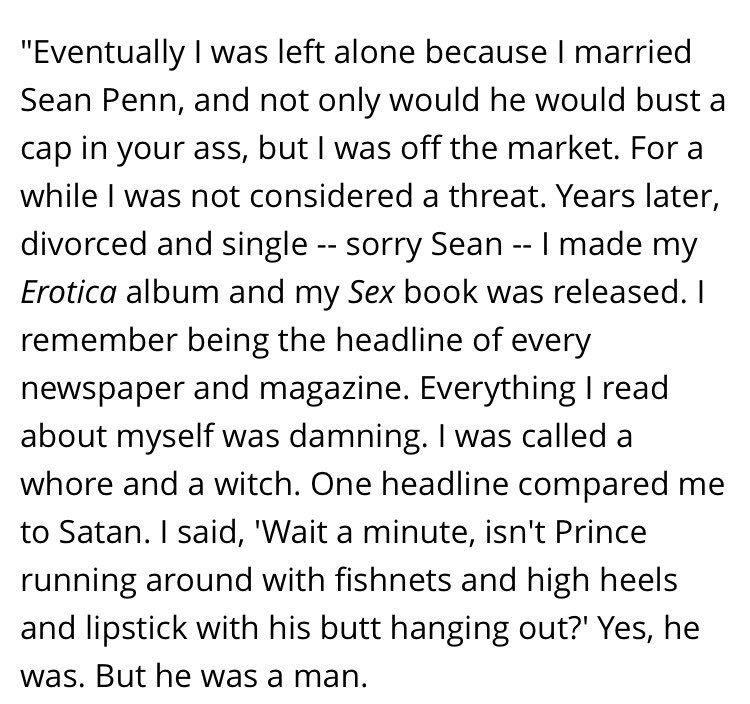 "Eventually I was left alone because I married
Sean Penn, and not only would he would bust a
cap in your ass, but I was off the market. For a
while I was not considered a threat. Years later,
divorced and single -- sorry Sean -- I made my
Erotica album and my Sex book was released. I
remember being the headline of every
newspaper and magazine. Everything I read
about myself was damning. I was called a
whore and a witch. One headline compared me
to Satan. I said, 'Wait a minute, isn't Prince
running around with fishnets and high heels
and lipstick with his butt hanging out?' Yes, he
was. But he was a man.